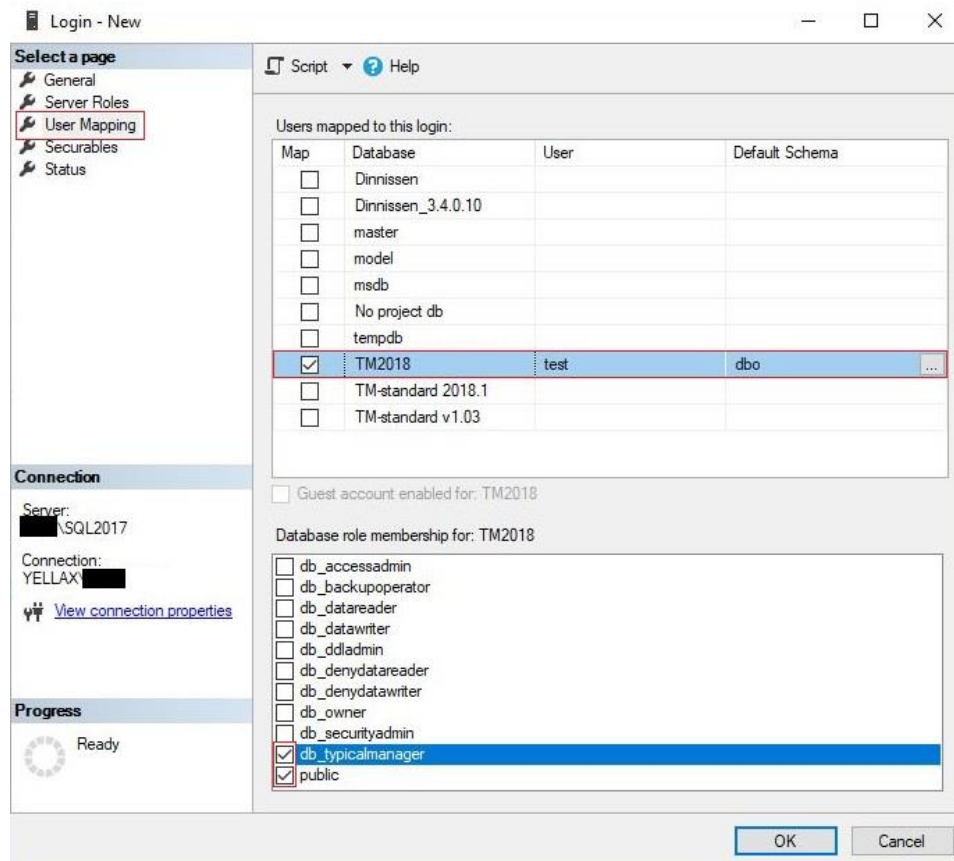 Login - New
Select a page
General
Server Roles
User Mapping
Securables
Status
Script
Help
Users mapped to this login:
Map Database User Default Schema
Dinnissen
Dinnissen_3.4.0.10
master
model
msdb
No project db
tempdb
TM2018 test dbo ...
TM-standard 2018.1
TM-standard v1.03
Guest account enabled for: TM2018
Database role membership for: TM2018
db_accessadmin
db_backupoperator
db_datareader
db_datawriter
db_ddladmin
db_denydatareader
db_denydatawriter
db_owner
db_securityadmin
db_typicalmanager
public
Connection
Server:
\SQL2017
Connection:
YELLAX\
View connection properties
Progress
Ready
OK Cancel